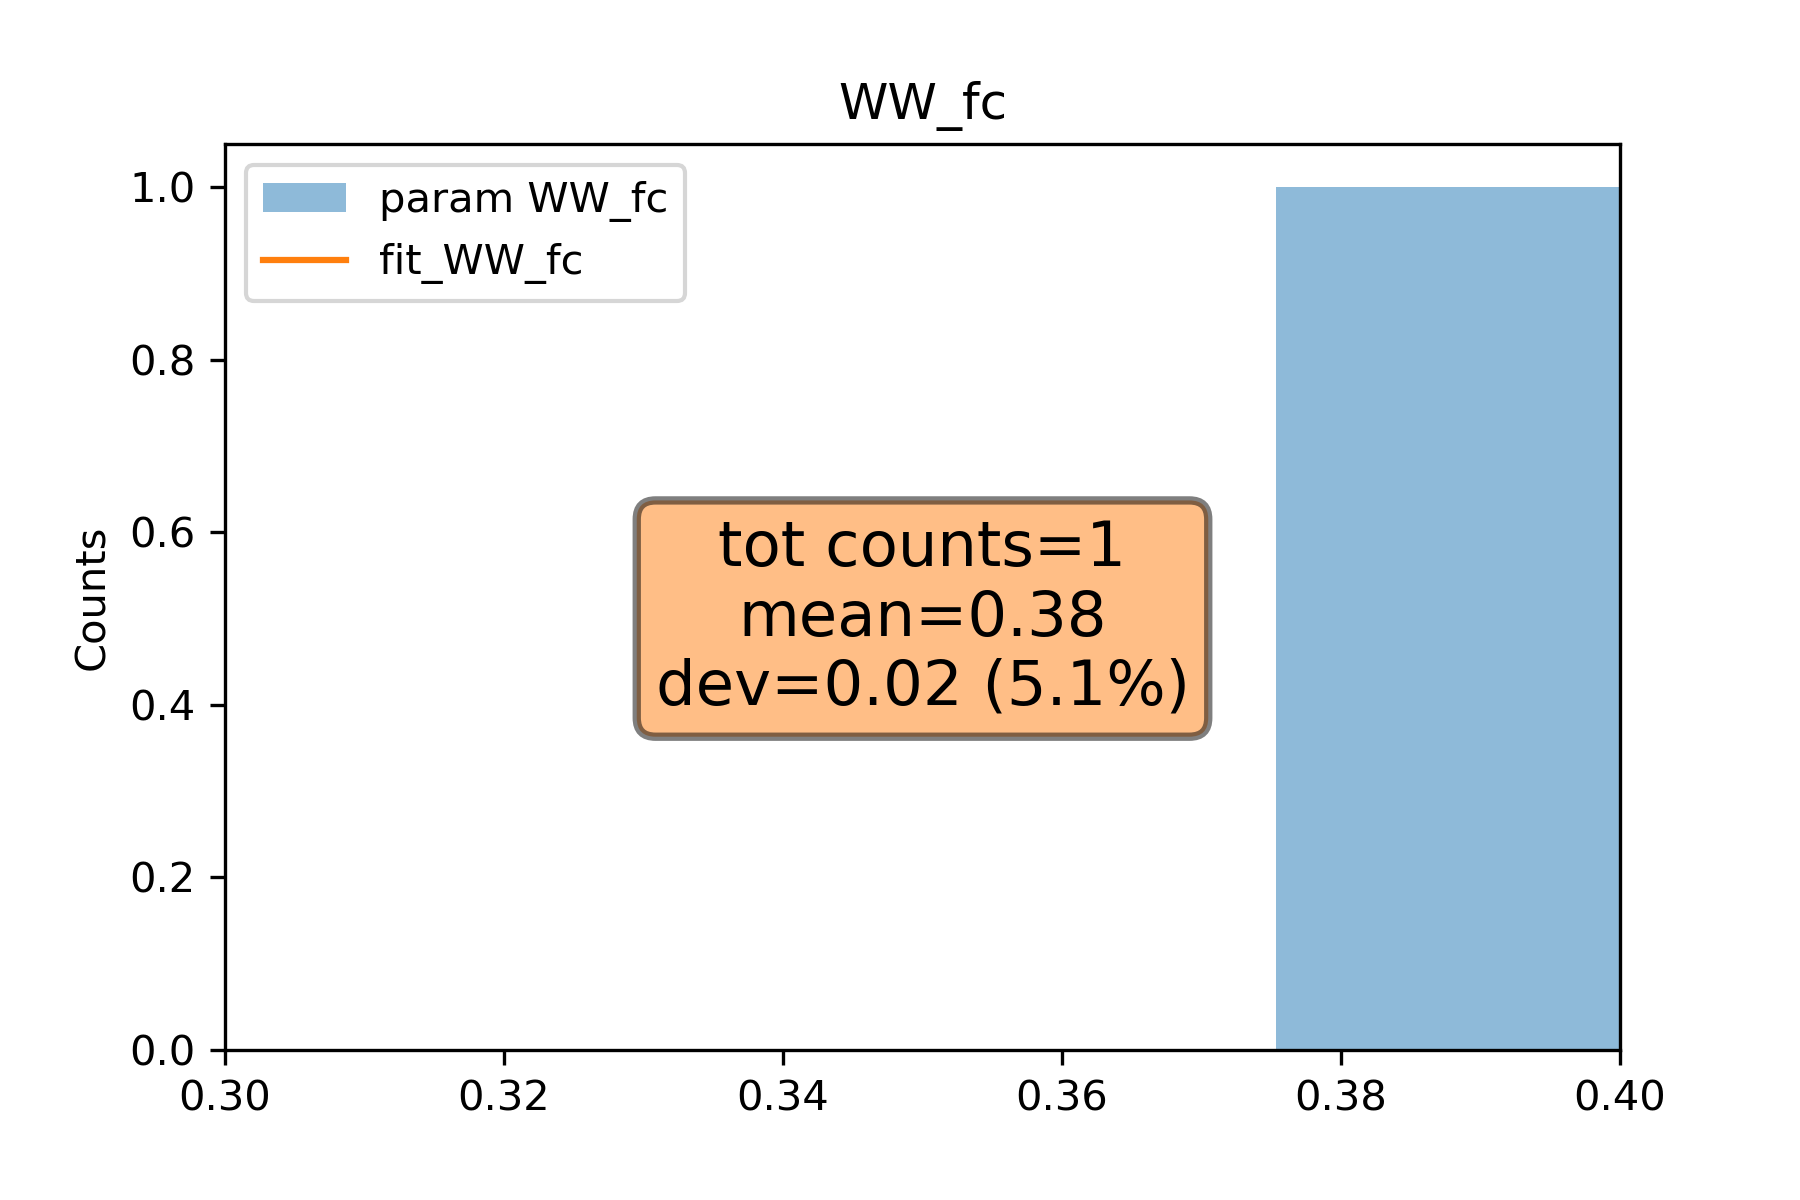 WW_fc
param WW_fc
fit_WW_fc
1.0
0.8
0.6
0.4
0.2
0.0
Counts
tot counts=1
mean=0.38
dev=0.02 (5.1%)
0.30 0.32 0.34 0.36 0.38 0.40